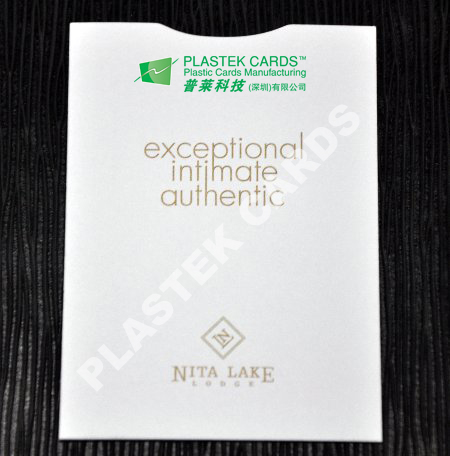 PLASTEK CARDS™
Plastic Cards Manufacturing
普莱科技 (深圳)有限公司
exceptional
intimate
authentic
PLASTEK CARDS
N
NITA LAKE
LODGE